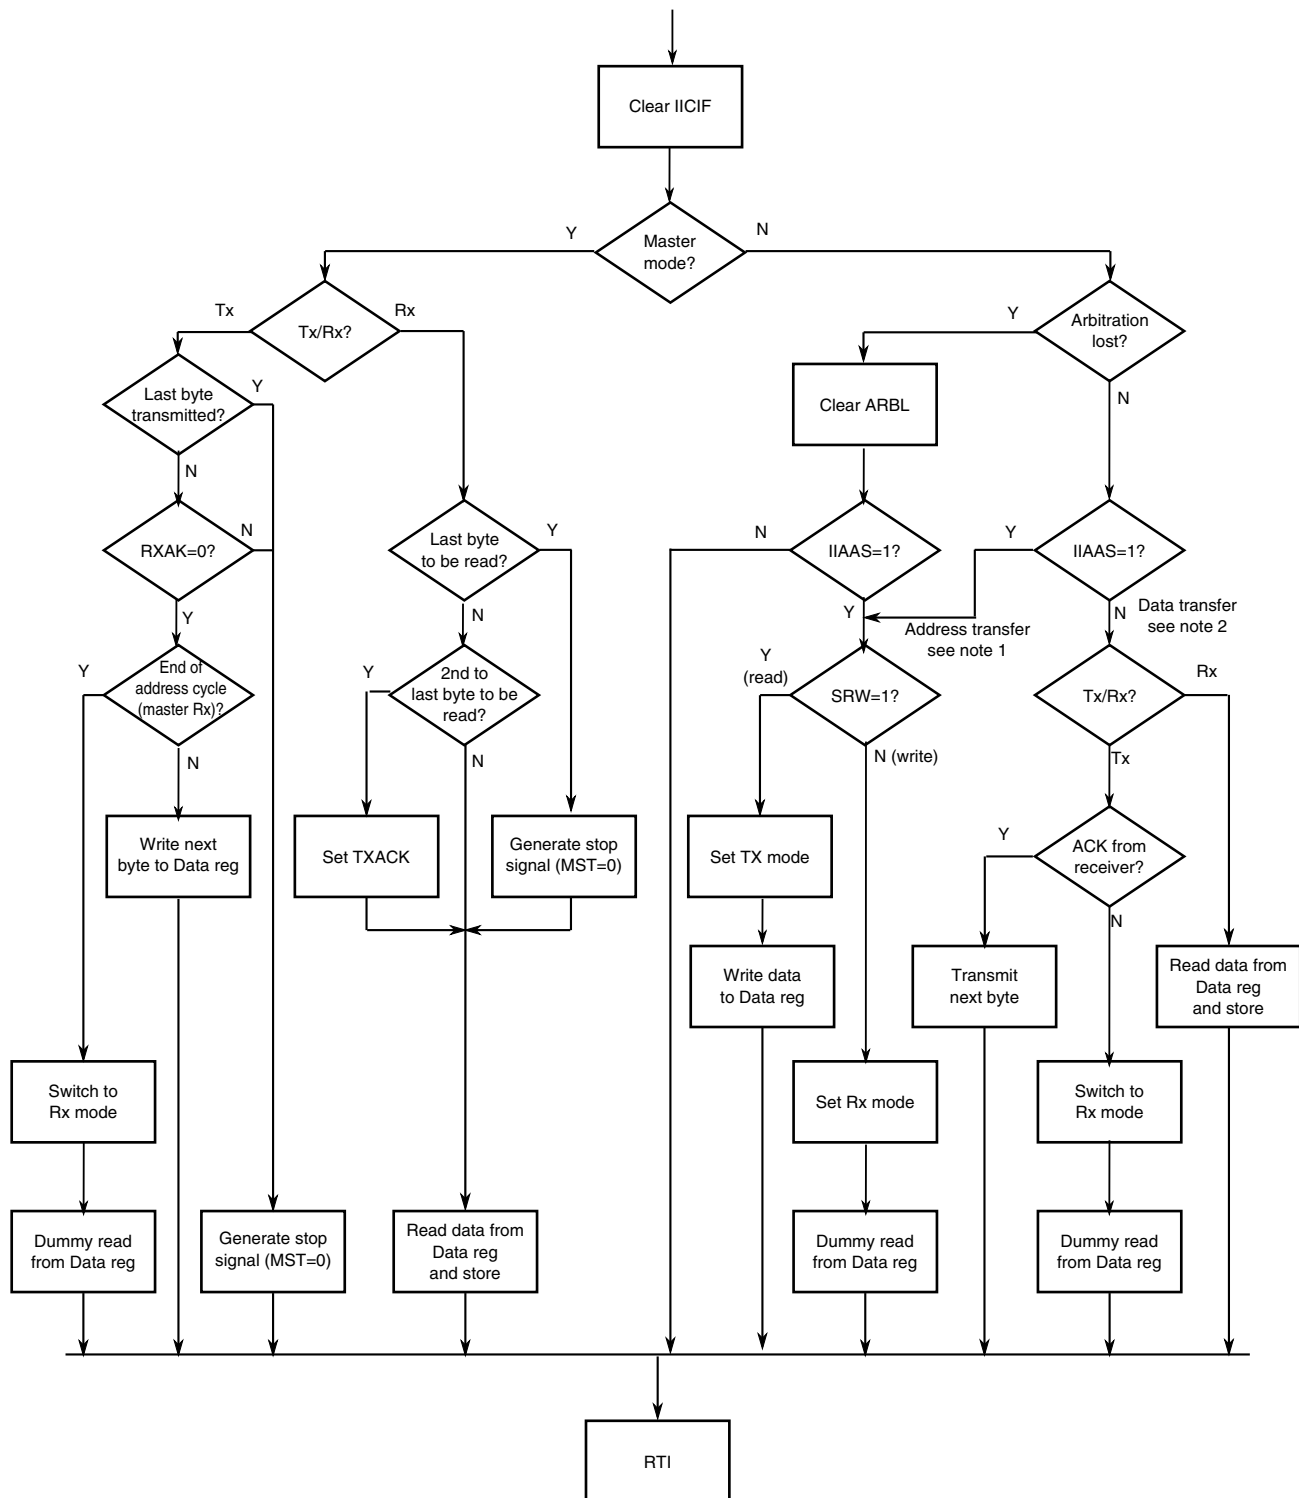 Clear IICIF
Y
Master
mode?
N
Tx
Tx/Rx?
Rx
Y
Arbitration
lost?
N
Last byte
transmitted?
Y
N
Clear ARBL
RXAK=0?
N
Y
Last byte
to be read?
Y
N
N
IIAAS=1?
Y
Y
IIAAS=1?
N
Data transfer
see note 2
Address transfer
see note 1
Y
End of
address cycle
(master Rx)?
N
Y
2nd to
last byte to be
read?
N
Y
(read)
SRW=1?
N (write)
Tx/Rx?
Rx
Tx
Write next
byte to Data reg
Set TXACK
Generate stop
signal (MST=0)
Set TX mode
Y
ACK from
receiver?
N
Write data
to Data reg
Transmit
next byte
Read data from
Data reg
and store
Switch to
Rx mode
Set Rx mode
Switch to
Rx mode
Dummy read
from Data reg
Generate stop
signal (MST=0)
Read data from
Data reg
and store
Dummy read
from Data reg
Dummy read
from Data reg
RTI